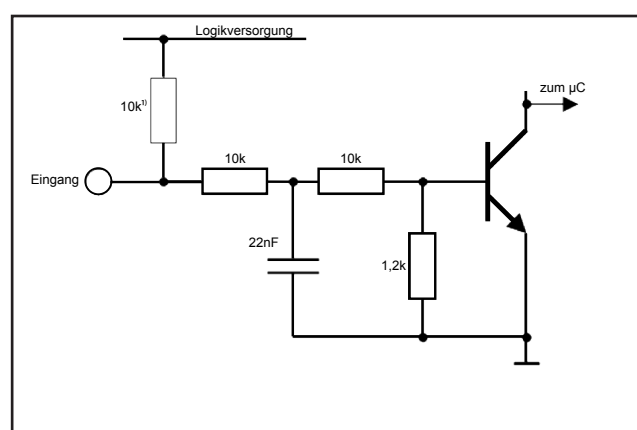 Logikversorgung
10k¹⁾
zum µC
Eingang
10k
10k
22nF
1,2k